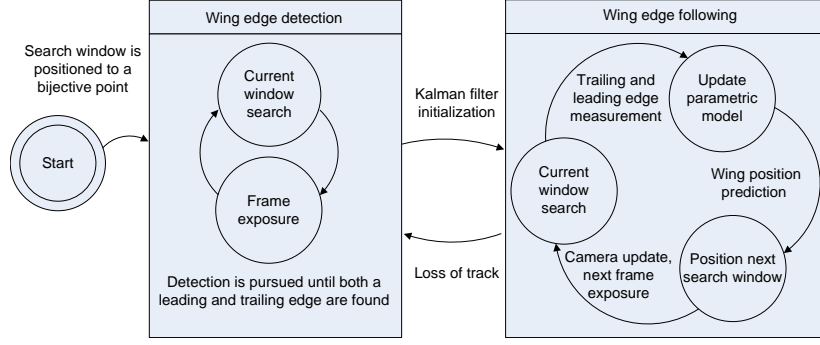 Search window is
positioned to a
bijective point
Start
Wing edge detection
Current
window
search
Frame
exposure
Detection is pursued until both a
leading and trailing edge are found
Kalman filter
initialization
Loss of track
Wing edge following
Trailing and
leading edge
measurement
Update
parametric
model
Current
window
search
Wing position
prediction
Camera update,
next frame
exposure
Position next
search window